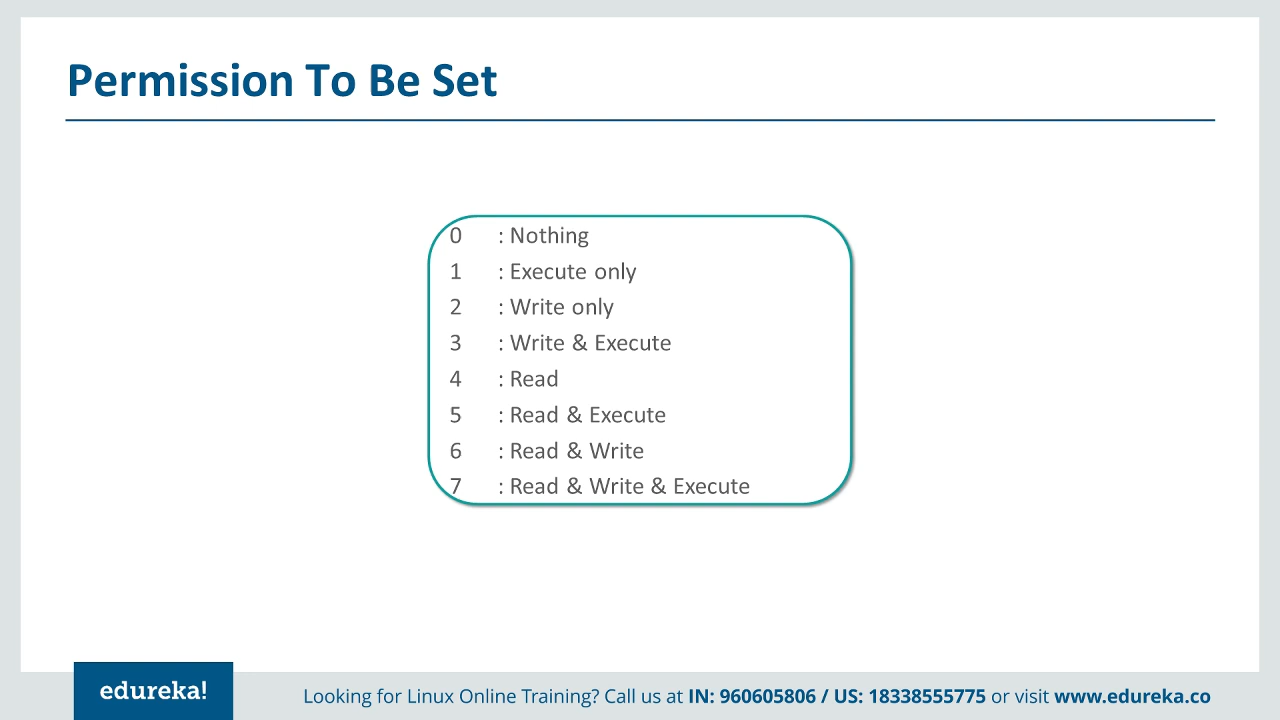 Permission To Be Set
0 : Nothing
1 : Execute only
2 : Write only
3 : Write & Execute
4 : Read
5 : Read & Execute
6 : Read & Write
7 : Read & Write & Execute
edureka!
Looking for Linux Online Training? Call us at IN: 960605806 / US: 18338555775 or visit www.edureka.co